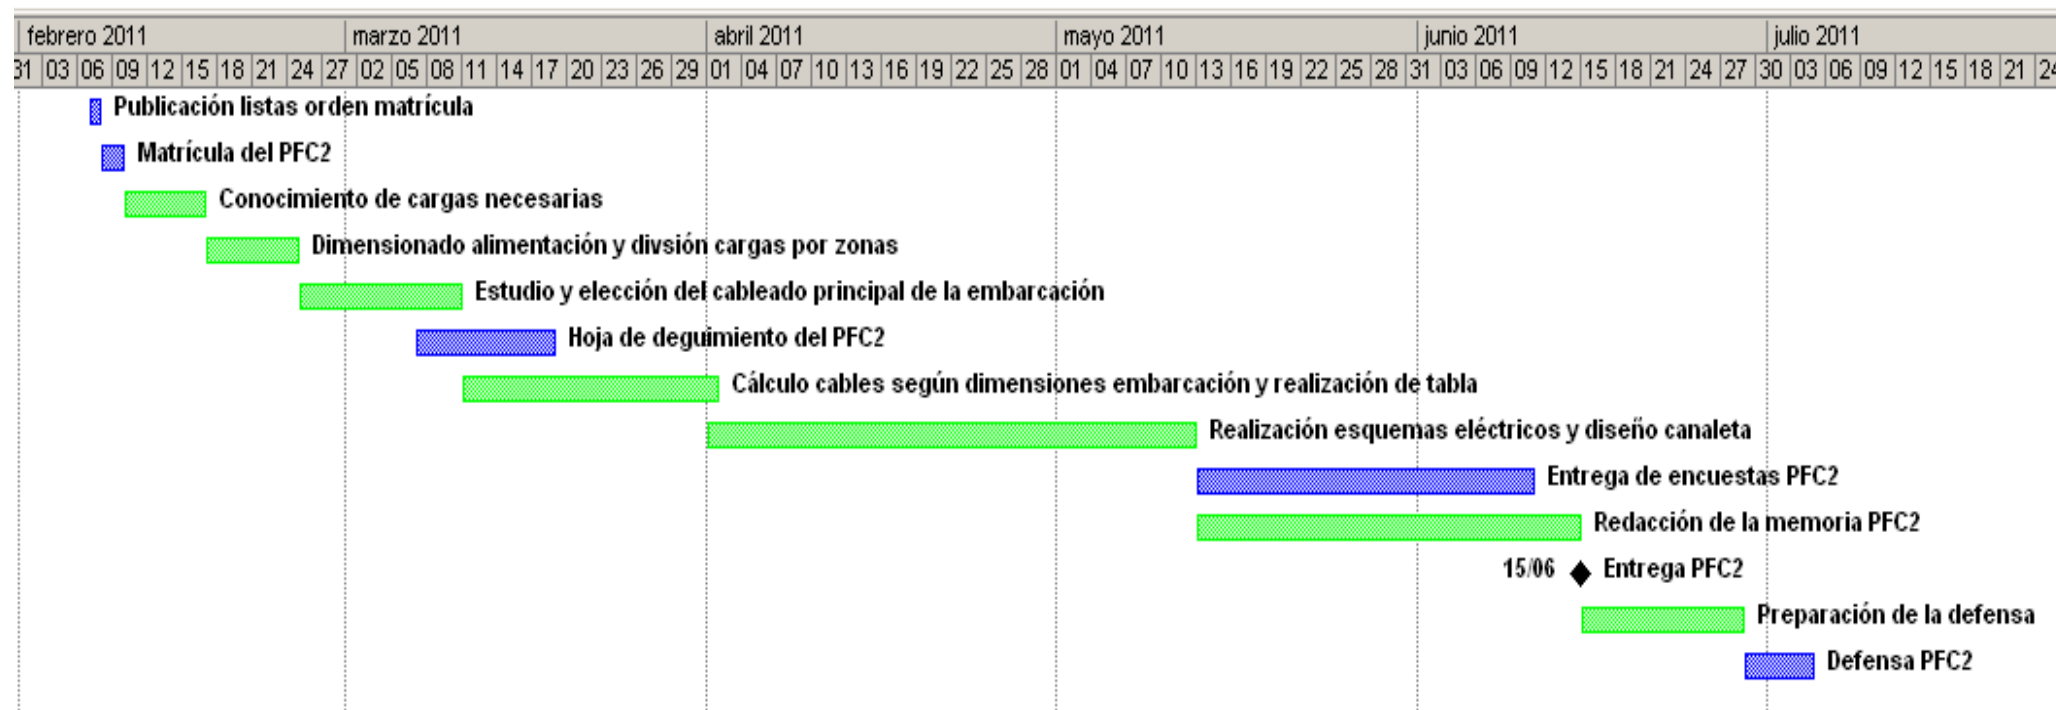 febrero 2011 marzo 2011 abril 2011 mayo 2011 junio 2011 julio 2011
31 03 06 09 12 15 18 21 24 27 02 05 08 11 14 17 20 23 26 29 01 04 07 10 13 16 19 22 25 28 01 04 07 10 13 16 19 22 25 28 31 03 06 09 12 15 18 21 24 27 30 03 06 09 12 15 18 21 24
Publicación listas orden matrícula
Matrícula del PFC2
Conocimiento de cargas necesarias
Dimensionado alimentación y divsión cargas por zonas
Estudio y elección del cableado principal de la embarcación
Hoja de deguimiento del PFC2
Cálculo cables según dimensiones embarcación y realización de tabla
Realización esquemas eléctricos y diseño canaleta
Entrega de encuestas PFC2
Redacción de la memoria PFC2
15/06 Entrega PFC2
Preparación de la defensa
Defensa PFC2